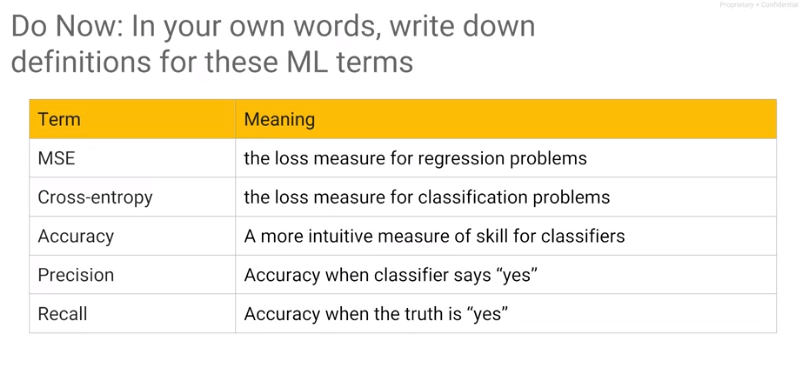 Proprietary + Confidential
Do Now: In your own words, write down
definitions for these ML terms
Term Meaning
MSE the loss measure for regression problems
Cross-entropy the loss measure for classification problems
Accuracy A more intuitive measure of skill for classifiers
Precision Accuracy when classifier says “yes”
Recall Accuracy when the truth is “yes”